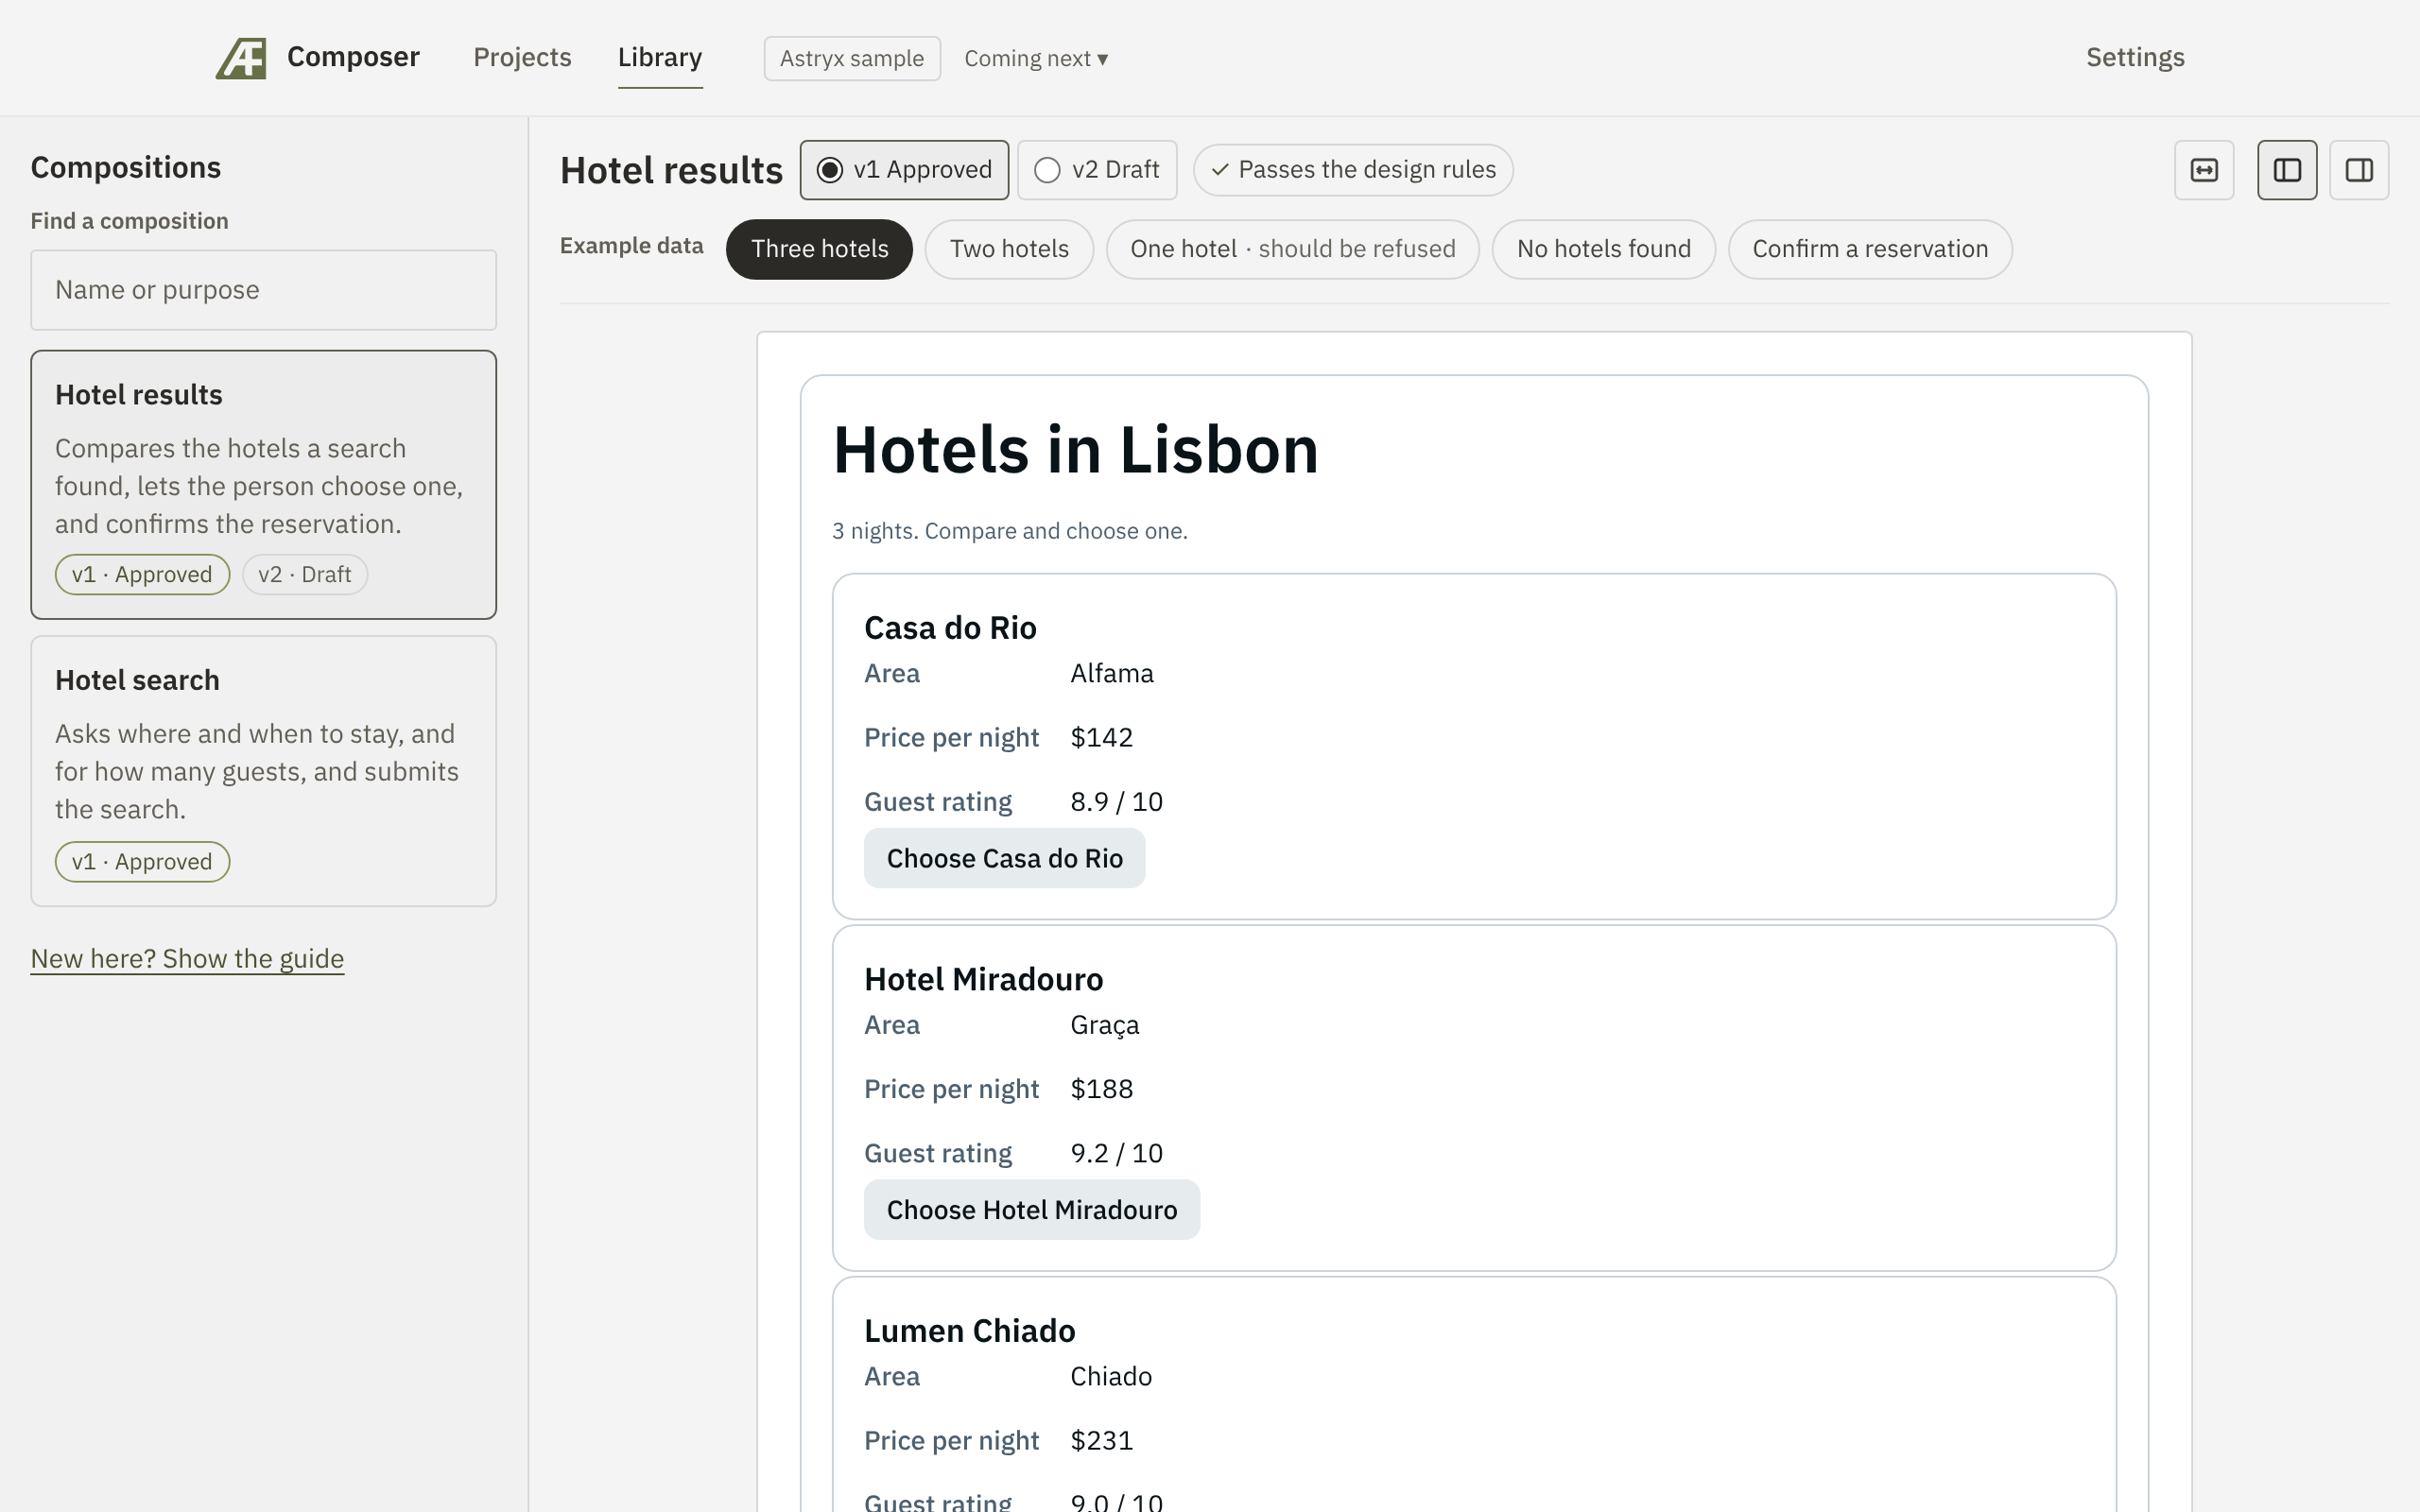 Composer
Projects
Library
Astryx sample
Coming next ▾
Settings
Compositions
Find a composition
Name or purpose
Hotel results
Compares the hotels a search
found, lets the person choose one,
and confirms the reservation.
v1 · Approved
v2 · Draft
Hotel search
Asks where and when to stay, and
for how many guests, and submits
the search.
v1 · Approved
New here? Show the guide
Hotel results
v1 Approved
v2 Draft
✓ Passes the design rules
Example data
Three hotels
Two hotels
One hotel · should be refused
No hotels found
Confirm a reservation
Hotels in Lisbon
3 nights. Compare and choose one.
Casa do Rio
Area Alfama
Price per night $142
Guest rating 8.9 / 10
Choose Casa do Rio
Hotel Miradouro
Area Graça
Price per night $188
Guest rating 9.2 / 10
Choose Hotel Miradouro
Lumen Chiado
Area Chiado
Price per night $231
Guest rating 9.0 / 10